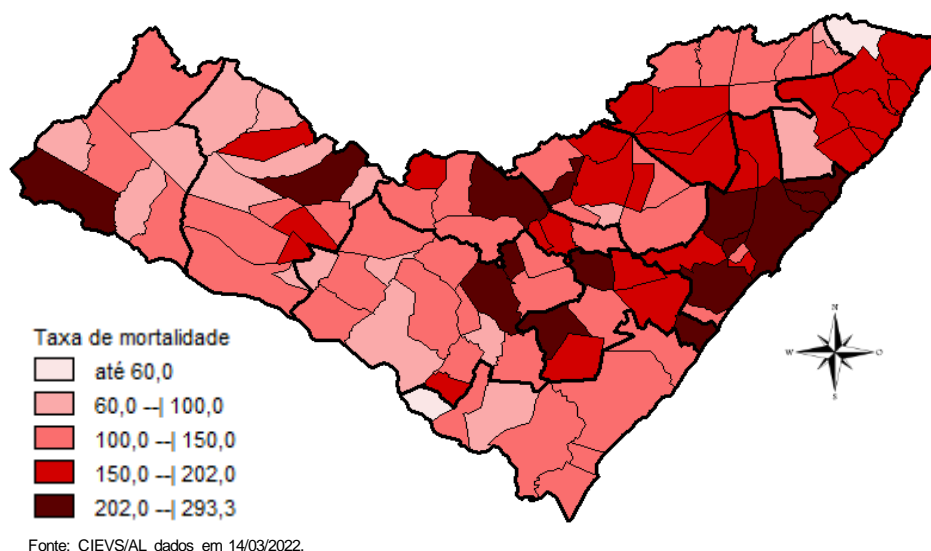 Taxa de mortalidade
até 60,0
60,0 --| 100,0
100,0 --| 150,0
150,0 --| 202,0
202,0 --| 293,3
N
W O
S
Fonte: CIEVS/AL dados em 14/03/2022.